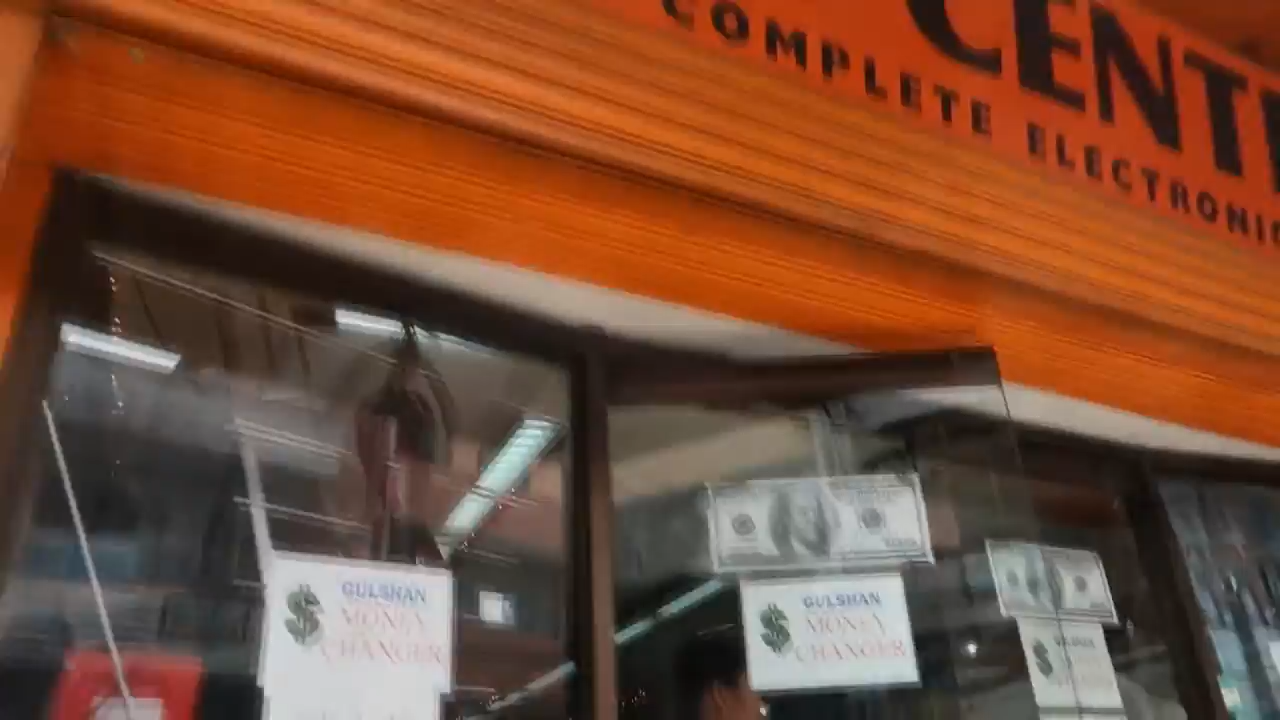 CENT
COMPLETE ELECTRONIC
$ GULSHAN
MONEY
CHANGER
$ GULSHAN
MONEY
CHANGER
$